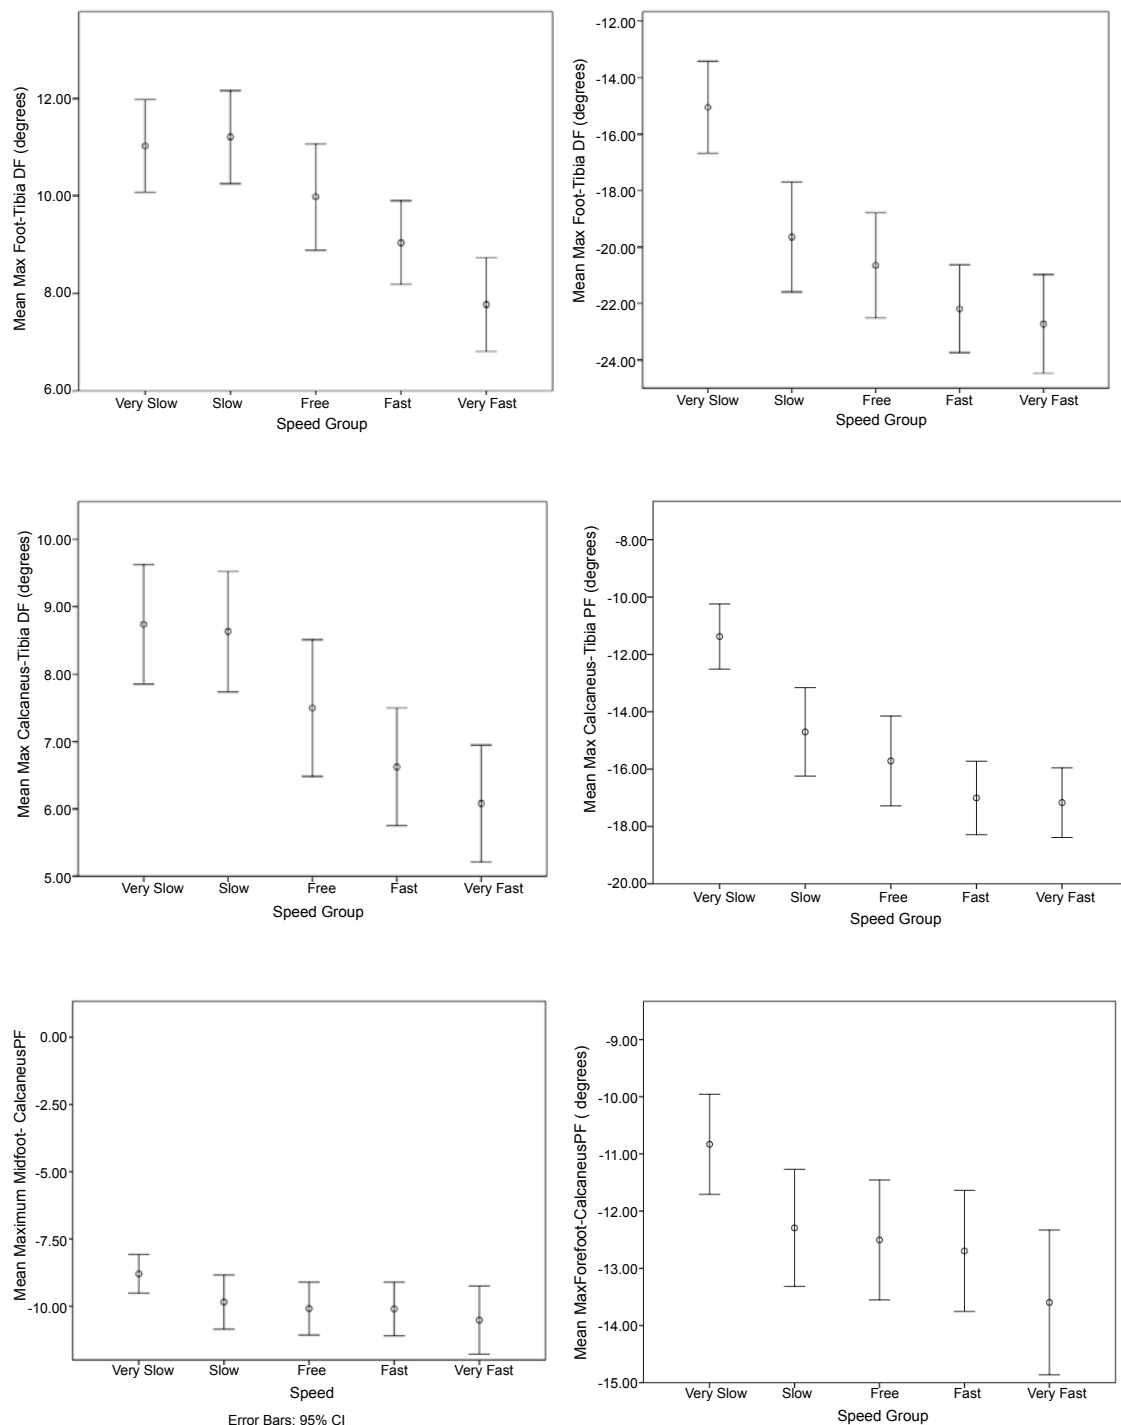 Mean Max Foot-Tibia DF (degrees)
12.00
10.00
8.00
6.00
Very Slow Slow Free Fast Very Fast
Speed Group
Mean Max Foot-Tibia DF (degrees)
-12.00
-14.00
-16.00
-18.00
-20.00
-22.00
-24.00
Very Slow Slow Free Fast Very Fast
Speed Group
Mean Max Calcaneus-Tibia DF (degrees)
10.00
9.00
8.00
7.00
6.00
5.00
Very Slow Slow Free Fast Very Fast
Speed Group
Mean Max Calcaneus-Tibia PF (degrees)
-8.00
-10.00
-12.00
-14.00
-16.00
-18.00
-20.00
Very Slow Slow Free Fast Very Fast
Speed Group
Mean Maximum Midfoot- CalcaneusPF
0.00
-2.50
-5.00
-7.50
-10.00
Very Slow Slow Free Fast Very Fast
Speed
Error Bars: 95% CI
Mean MaxForefoot-CalcaneusPF ( degrees)
-9.00
-10.00
-11.00
-12.00
-13.00
-14.00
-15.00
Very Slow Slow Free Fast Very Fast
Speed Group